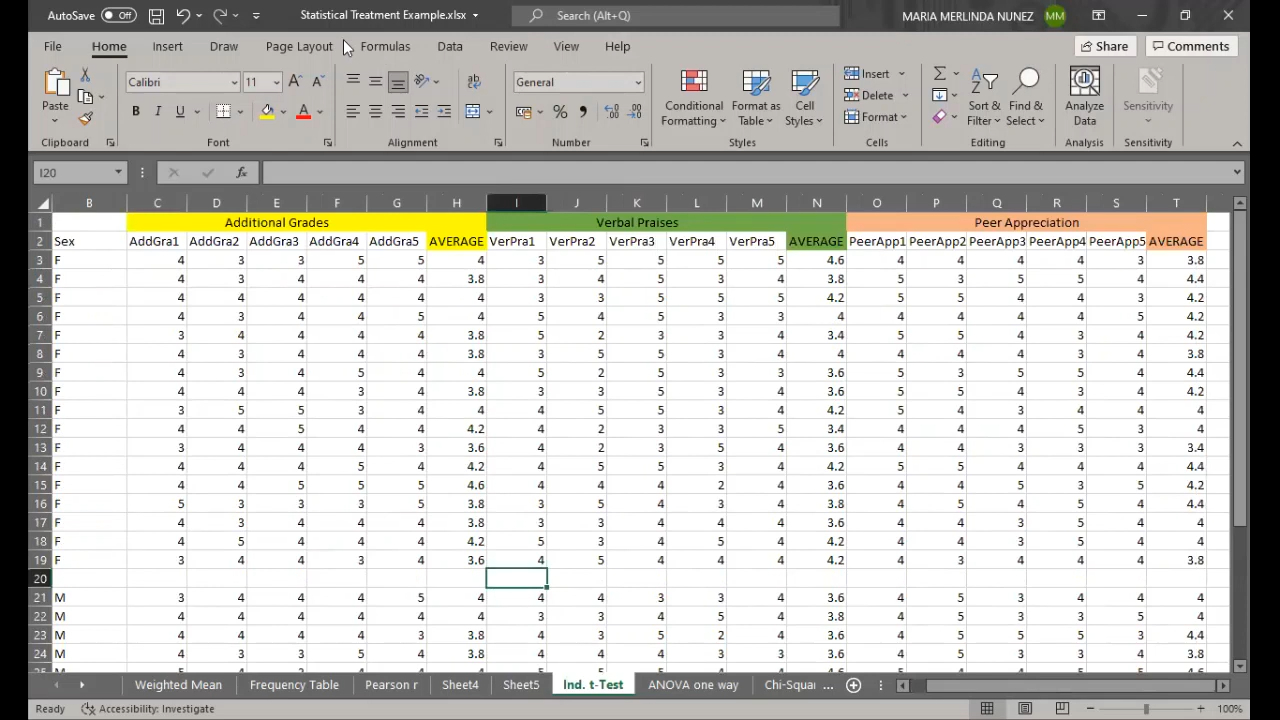 AutoSave Off Statistical Treatment Example.xlsx Search (Alt+Q) MARIA MERLINDA NUNEZ MM
File Home Insert Draw Page Layout Formulas Data Review View Help Share Comments
Calibri 11 General Insert
Paste Conditional Formatting Format as Table Cell Styles Delete Sort & Filter Find & Select Analyze Data Sensitivity
B I U A Format
Clipboard Font Alignment Number Styles Cells Editing Analysis Sensitivity
I20 fx
B C D E F G H I J K L M N O P Q R S T
1 Additional Grades Verbal Praises Peer Appreciation
2 Sex AddGra1 AddGra2 AddGra3 AddGra4 AddGra5 AVERAGE VerPra1 VerPra2 VerPra3 VerPra4 VerPra5 AVERAGE PeerApp1 PeerApp2 PeerApp3 PeerApp4 PeerApp5 AVERAGE
3 F 4 3 3 5 5 4 3 5 5 5 5 4.6 4 4 4 4 3 3.8
4 F 4 3 4 4 4 3.8 3 4 5 3 4 3.8 5 3 5 5 4 4.4
5 F 4 4 4 4 4 4 3 3 5 5 5 4.2 5 5 4 3 4 4.2
6 F 4 3 4 4 5 4 5 4 5 3 3 4 4 4 4 4 5 4.2
7 F 3 4 4 4 4 3.8 5 2 3 3 4 3.4 5 5 4 3 4 4.2
8 F 4 3 4 4 4 3.8 3 5 5 3 4 4 4 4 4 3 4 3.8
9 F 4 3 4 5 4 4 5 2 5 3 3 3.6 5 3 5 5 4 4.4
10 F 4 4 4 3 4 3.8 3 3 5 3 4 3.6 5 5 4 3 4 4.2
11 F 3 5 5 3 4 4 4 5 5 3 4 4.2 5 4 3 4 4 4
12 F 4 4 5 4 4 4.2 4 2 3 3 5 3.4 4 4 4 5 3 4
13 F 3 4 4 4 3 3.6 4 2 3 5 4 3.6 4 4 3 3 3 3.4
14 F 4 4 4 5 4 4.2 4 5 3 5 4 4.2 5 5 4 3 4 4.4
15 F 4 4 5 5 5 4.6 4 4 4 2 4 3.6 4 4 3 5 5 4.2
16 F 5 3 3 3 5 3.8 3 5 4 3 4 3.8 4 5 4 5 4 4.4
17 F 4 3 4 4 4 3.8 3 3 4 4 4 3.6 4 4 3 5 4 4
18 F 4 5 4 4 4 4.2 5 3 4 5 4 4.2 4 4 3 5 4 4
19 F 3 4 4 3 4 3.6 4 5 4 4 4 4.2 4 3 4 4 4 3.8
20
21 M 3 4 4 4 5 4 4 4 3 3 4 3.6 4 5 3 4 4 4
22 M 4 4 4 4 4 4 3 3 4 5 4 3.8 4 5 3 3 5 4
23 M 4 4 4 4 3 3.8 4 3 5 2 4 3.6 4 5 5 5 3 4.4
24 M 4 3 3 5 4 3.8 4 3 4 3 4 3.6 4 5 3 4 4 4
Weighted Mean Frequency Table Pearson r Sheet4 Sheet5 Ind. t-Test ANOVA one way Chi-Squar ...
Ready Accessibility: Investigate 100%